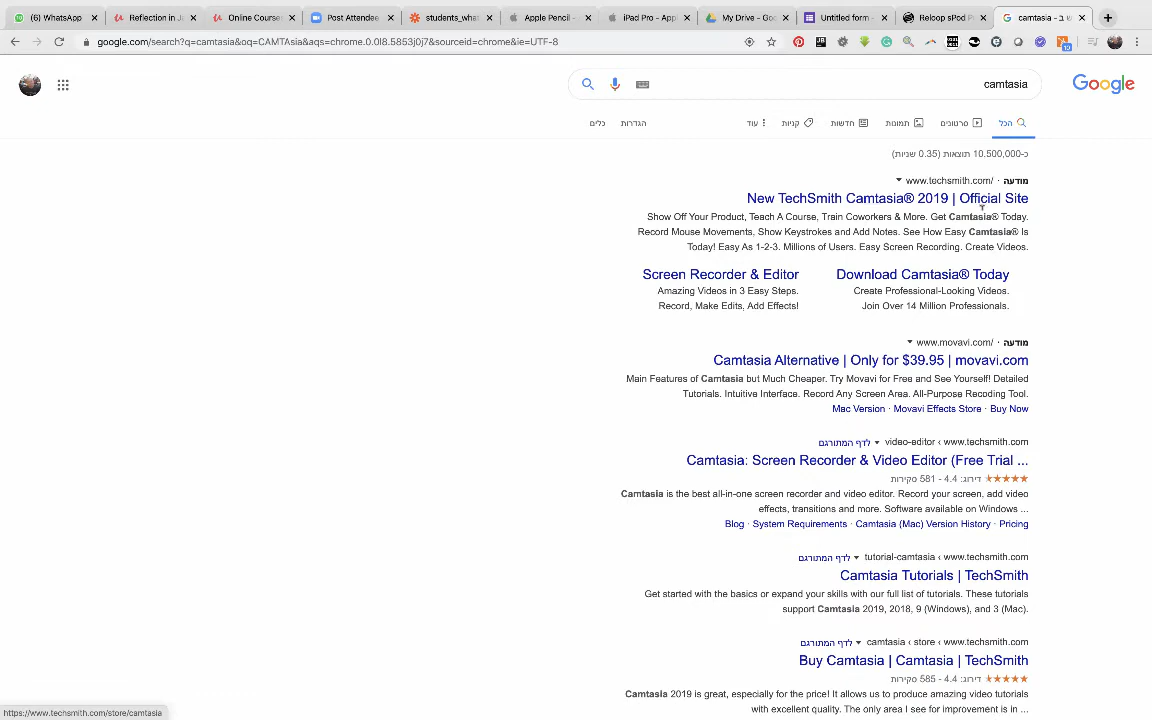 (6) WhatsApp
Reflection in J
Online Course
Post Attendee
students_what
Apple Pencil -
iPad Pro - Appl
My Drive - Goo
Untitled form -
Reloop sPod P
camtasia - ש ב
google.com/search?q=camtasia&oq=CAMTAsia&aqs=chrome.0.0l8.5853j0j7&sourceid=chrome&ie=UTF-8
camtasia
Google
הכל סרטונים תמונות חדשות קניות עוד הגדרות כלים
כ-10,500,000 תוצאות (0.35 שניות)
מודעה · www.techsmith.com/
New TechSmith Camtasia® 2019 | Official Site
Show Off Your Product, Teach A Course, Train Coworkers & More. Get Camtasia® Today.
Record Mouse Movements, Show Keystrokes and Add Notes. See How Easy Camtasia® Is
Today! Easy As 1-2-3. Millions of Users. Easy Screen Recording. Create Videos.
Download Camtasia® Today
Create Professional-Looking Videos.
Join Over 14 Million Professionals.
Screen Recorder & Editor
Amazing Videos in 3 Easy Steps.
Record, Make Edits, Add Effects!
מודעה · www.movavi.com/
Camtasia Alternative | Only for $39.95 | movavi.com
Main Features of Camtasia but Much Cheaper. Try Movavi for Free and See Yourself! Detailed
Tutorials. Intuitive Interface. Record Any Screen Area. All-Purpose Recoding Tool.
Mac Version · Movavi Effects Store · Buy Now
www.techsmith.com › video-editor לדף המתורגם
Camtasia: Screen Recorder & Video Editor (Free Trial ...
דירוג: 4.4 - 581 סקירות
Camtasia is the best all-in-one screen recorder and video editor. Record your screen, add video
effects, transitions and more. Software available on Windows ...
Blog · System Requirements · Camtasia (Mac) Version History · Pricing
www.techsmith.com › tutorial-camtasia לדף המתורגם
Camtasia Tutorials | TechSmith
Get started with the basics or expand your skills with our full list of tutorials. These tutorials
support Camtasia 2019, 2018, 9 (Windows), and 3 (Mac).
www.techsmith.com › store › camtasia לדף המתורגם
Buy Camtasia | Camtasia | TechSmith
דירוג: 4.4 - 585 סקירות
Camtasia 2019 is great, especially for the price! It allows us to produce amazing video tutorials
with excellent quality. The only area I see for improvement is in ...
https://www.techsmith.com/store/camtasia